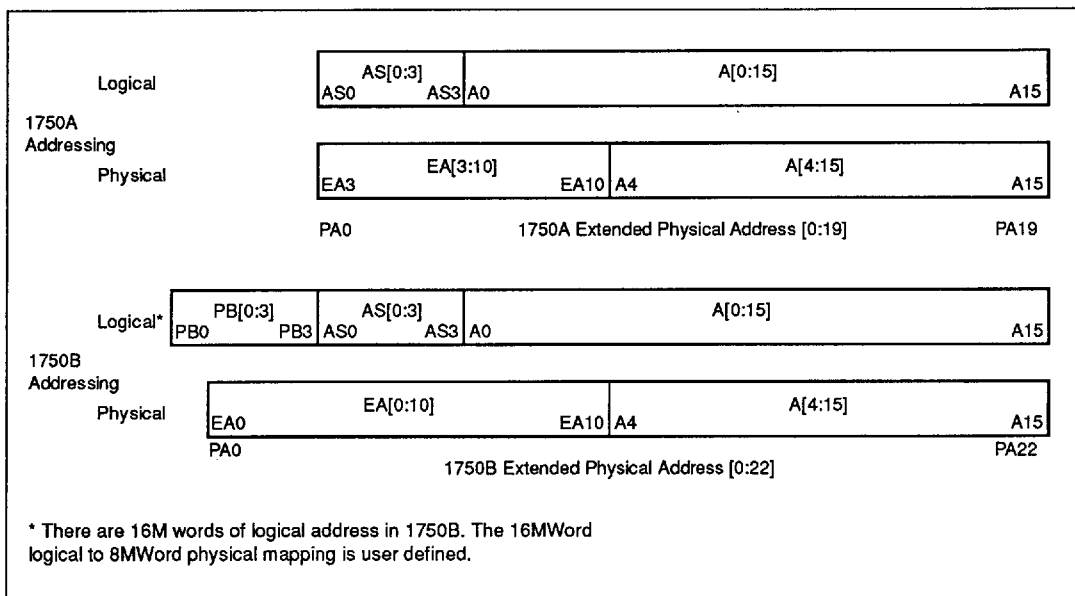 AS[0:3] A[0:15]
Logical
AS0 AS3 A0 A15
1750A
Addressing
Physical
EA[3:10] A[4:15]
EA3 EA10 A4 A15
PA0 1750A Extended Physical Address [0:19] PA19
PB[0:3] AS[0:3] A[0:15]
Logical*
PB0 PB3 AS0 AS3 A0 A15
1750B
Addressing
EA[0:10] A[4:15]
Physical
EA0 EA10 A4 A15
PA0 PA22
1750B Extended Physical Address [0:22]
* There are 16M words of logical address in 1750B. The 16MWord
logical to 8MWord physical mapping is user defined.